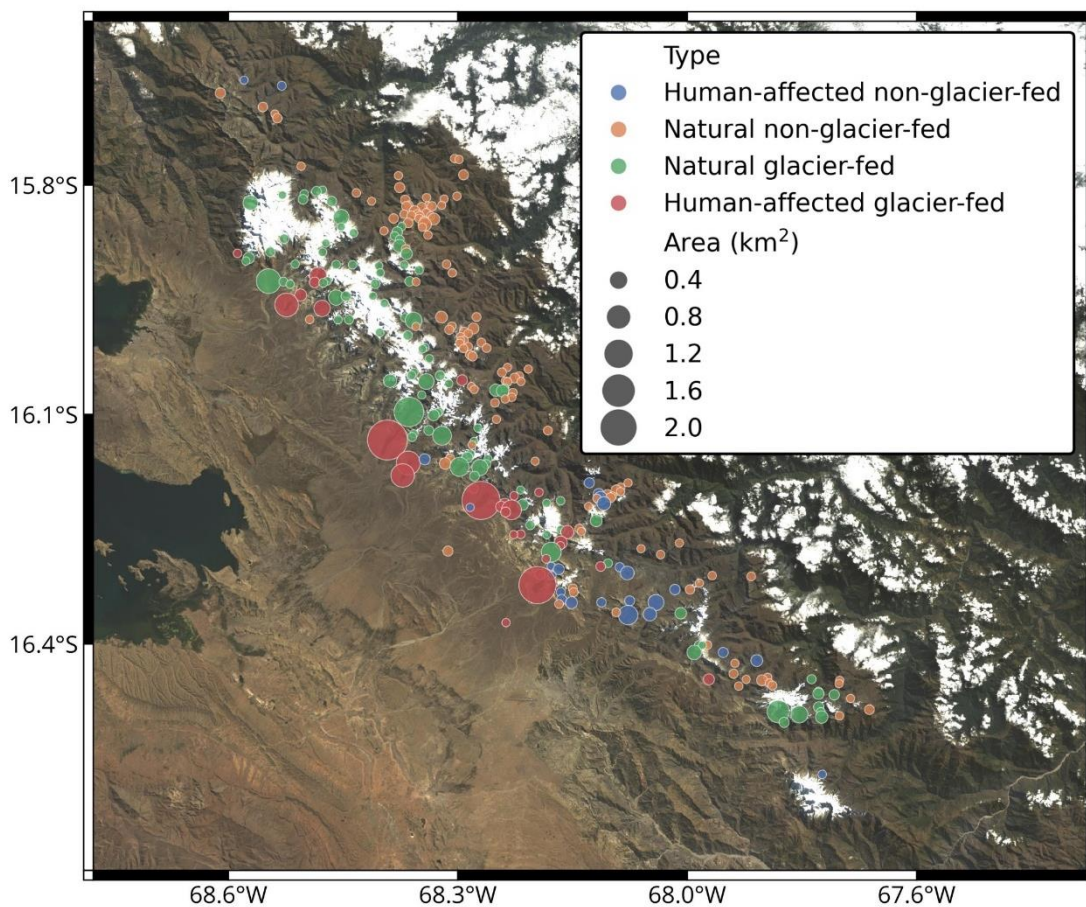 Type
Human-affected non-glacier-fed
Natural non-glacier-fed
Natural glacier-fed
Human-affected glacier-fed
Area (km²)
0.4
0.8
1.2
1.6
2.0
15.8°S
16.1°S
16.4°S
68.6°W
68.3°W
68.0°W
67.6°W